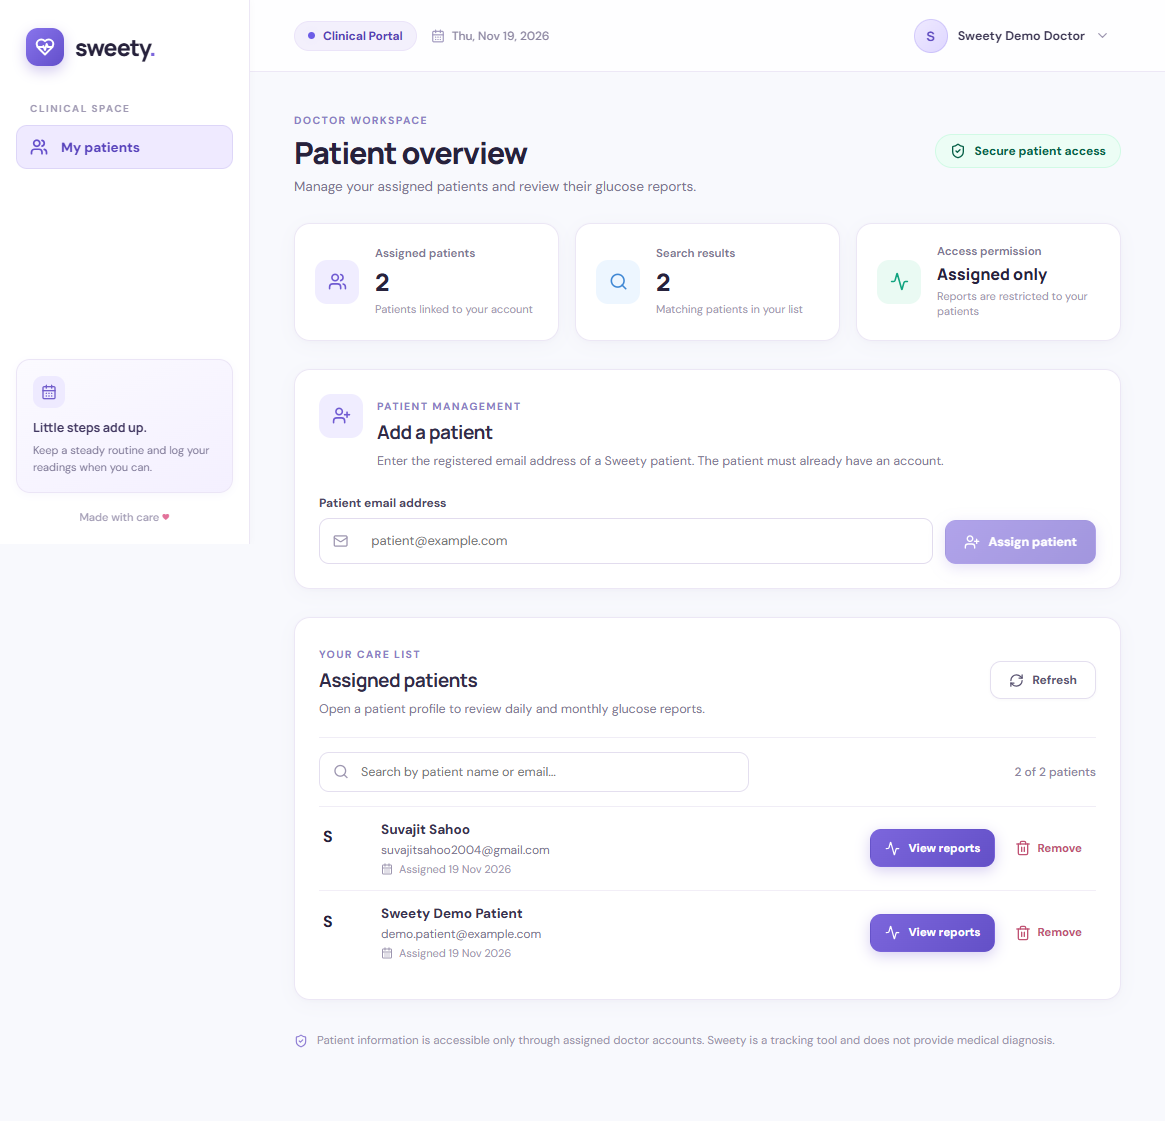 sweety.
CLINICAL SPACE
My patients
Little steps add up.
Keep a steady routine and log your
readings when you can.
Made with care
Clinical Portal
Thu, Nov 19, 2026
S
Sweety Demo Doctor
DOCTOR WORKSPACE
Patient overview
Manage your assigned patients and review their glucose reports.
Secure patient access
Assigned patients
2
Patients linked to your account
Search results
2
Matching patients in your list
Access permission
Assigned only
Reports are restricted to your
patients
PATIENT MANAGEMENT
Add a patient
Enter the registered email address of a Sweety patient. The patient must already have an account.
Patient email address
patient@example.com
Assign patient
YOUR CARE LIST
Assigned patients
Open a patient profile to review daily and monthly glucose reports.
Refresh
Search by patient name or email...
2 of 2 patients
S
Suvajit Sahoo
suvajitsahoo2004@gmail.com
Assigned 19 Nov 2026
View reports
Remove
S
Sweety Demo Patient
demo.patient@example.com
Assigned 19 Nov 2026
View reports
Remove
Patient information is accessible only through assigned doctor accounts. Sweety is a tracking tool and does not provide medical diagnosis.